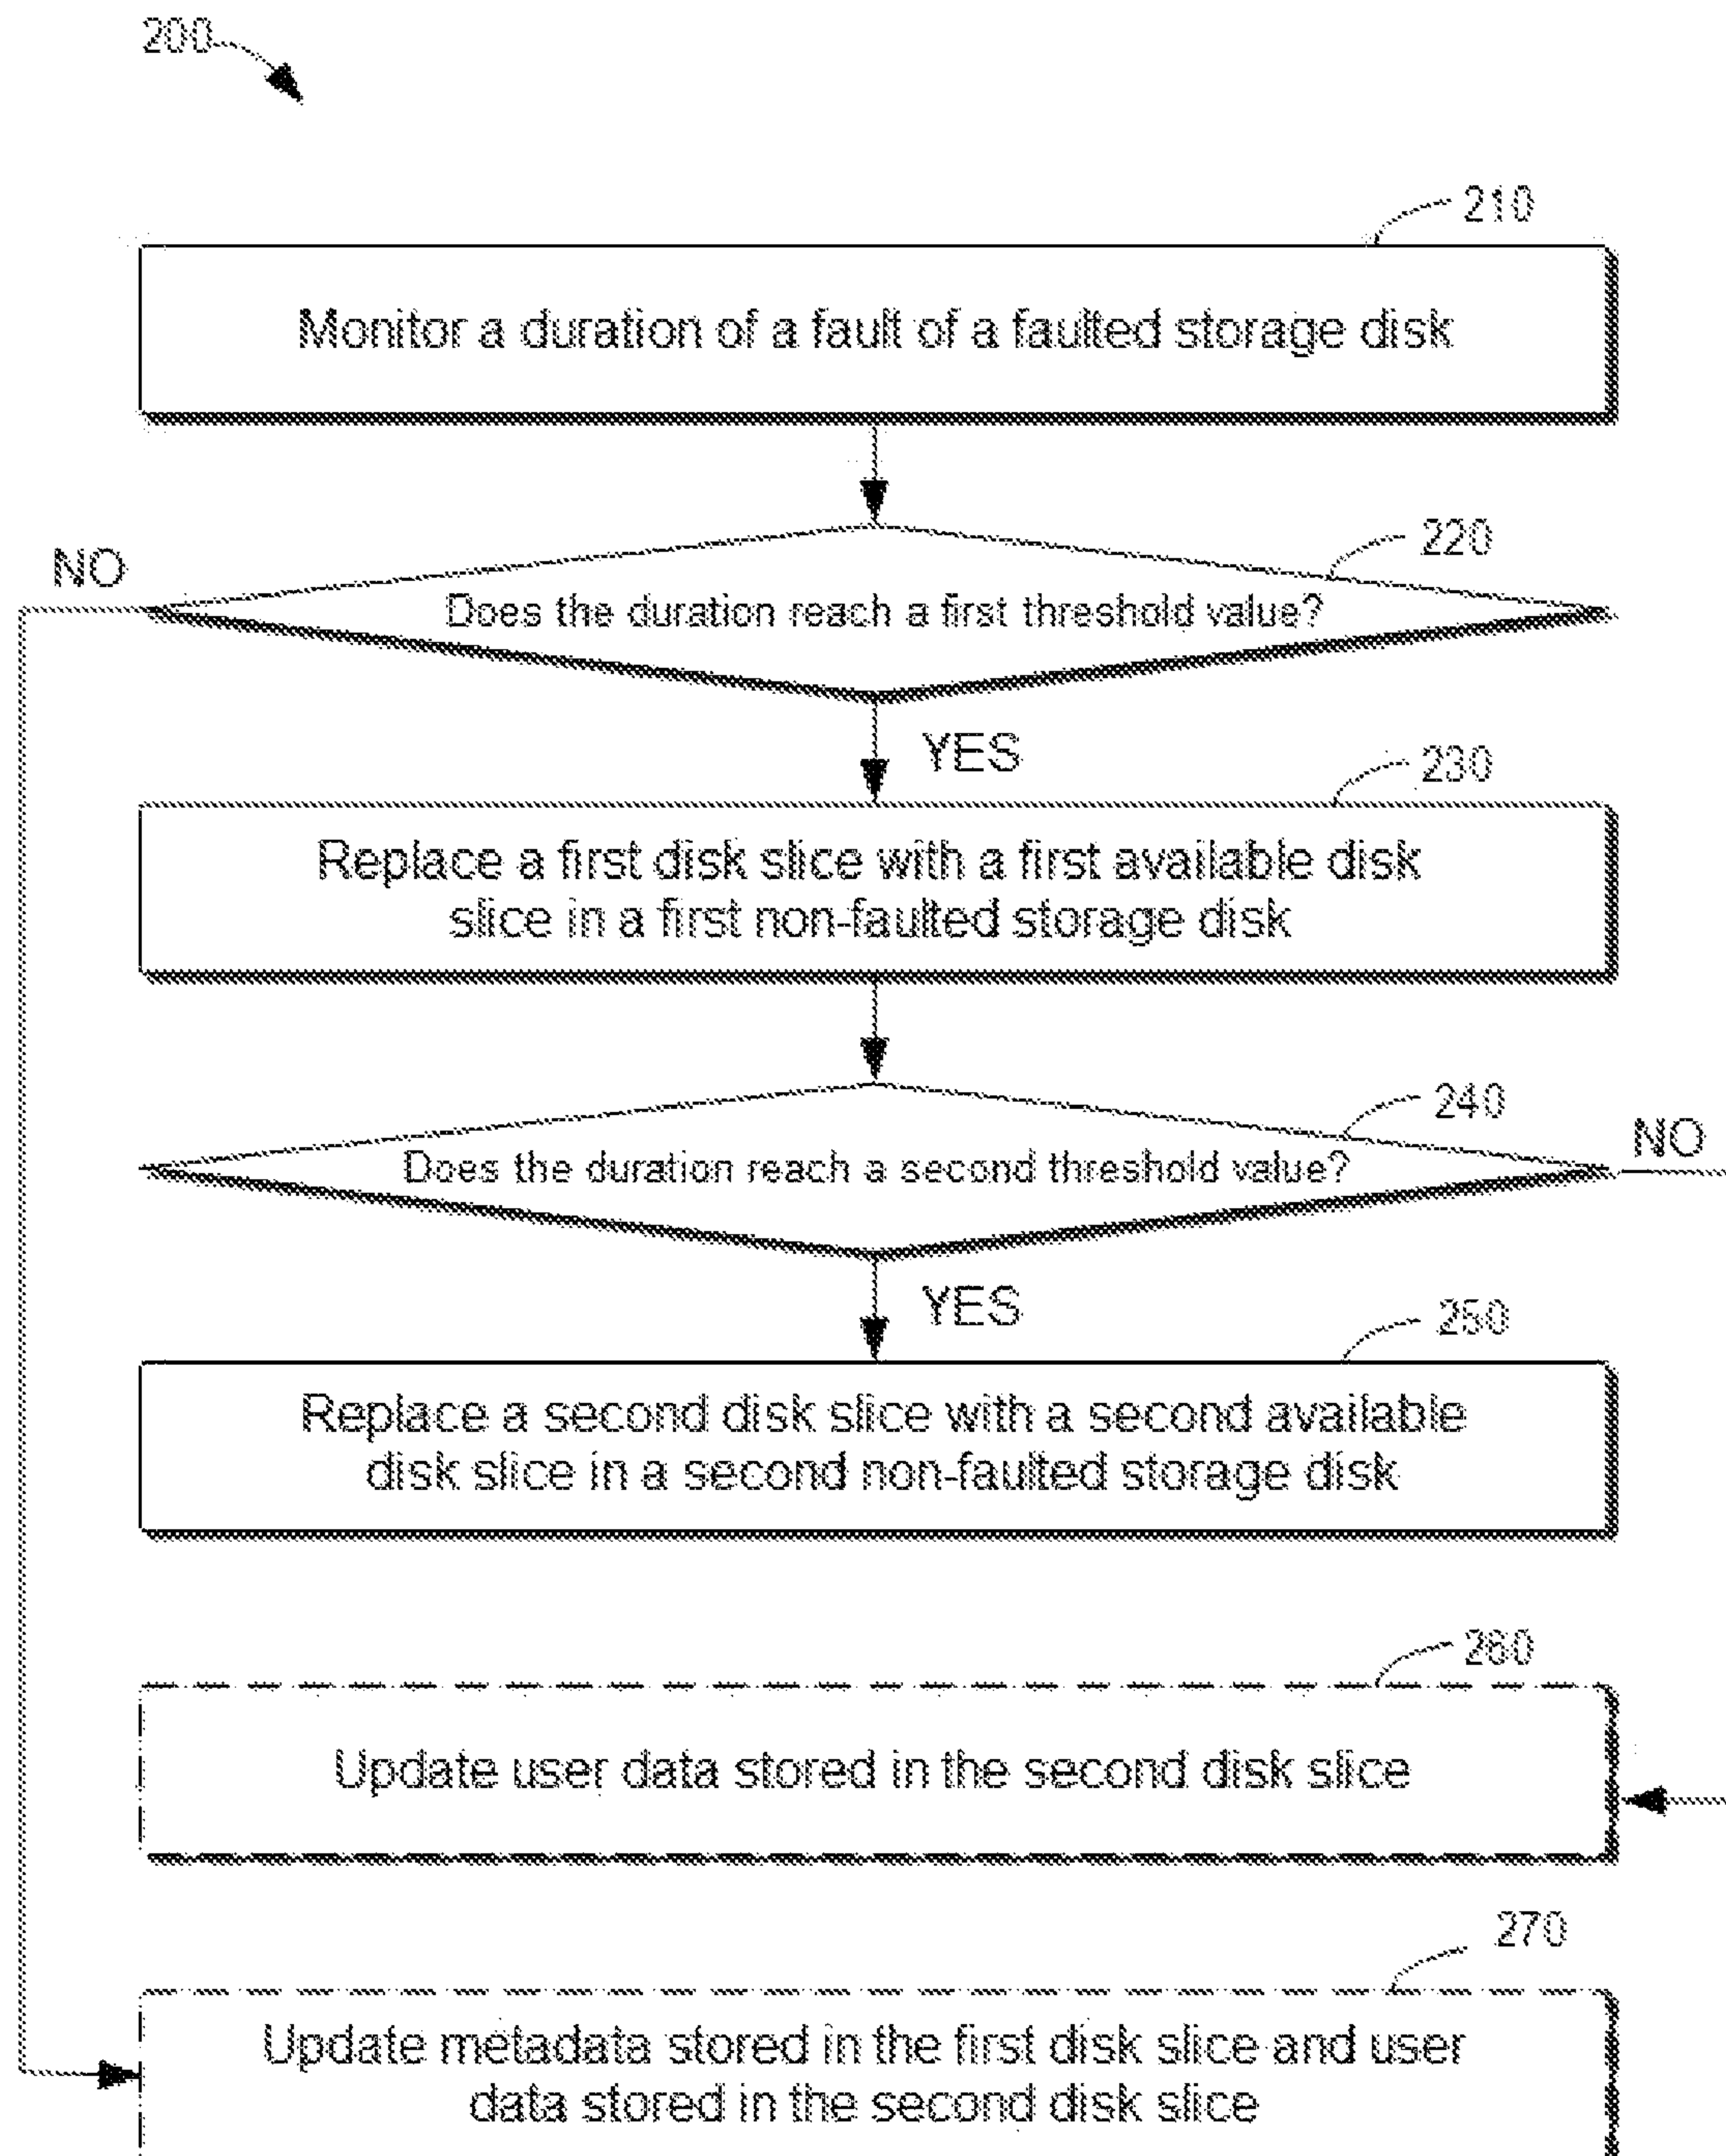 200
210
Monitor a duration of a fault of a faulted storage disk
NO
220
Does the duration reach a first threshold value?
YES
230
Replace a first disk slice with a first available disk
slice in a first non-faulted storage disk
240
NO
Does the duration reach a second threshold value?
YES
250
Replace a second disk slice with a second available
disk slice in a second non-faulted storage disk
260
Update user data stored in the second disk slice
270
Update metadata stored in the first disk slice and user
data stored in the second disk slice